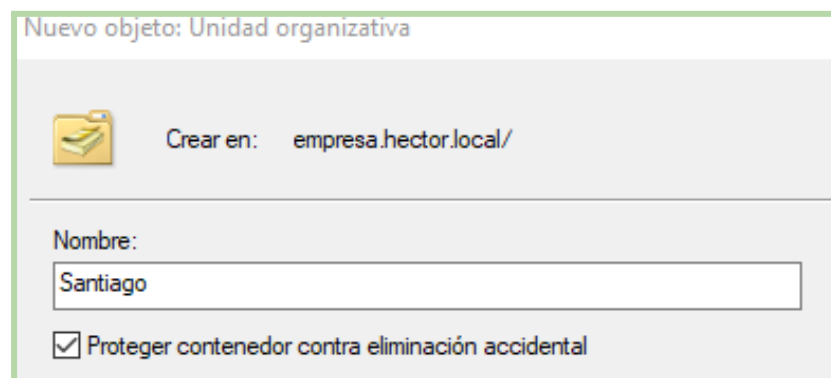 Nuevo objeto: Unidad organizativa
Crear en: empresa.hector.local/
Nombre:
Santiago
Proteger contenedor contra eliminación accidental